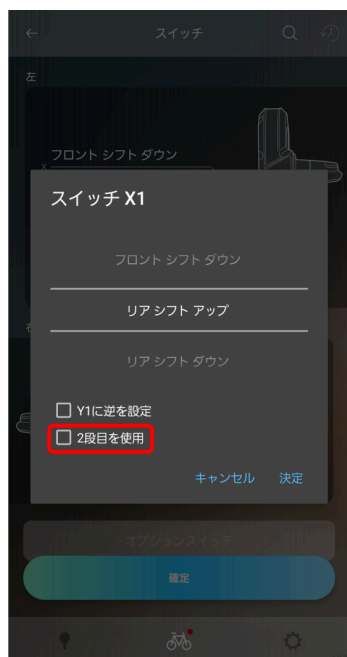 スイッチ
左
フロント シフト ダウン
X
スイッチ X1
フロント シフト ダウン
リア シフト アップ
リア シフト ダウン
Y1に逆を設定
2段目を使用
キャンセル 決定
オプションスイッチ
確定